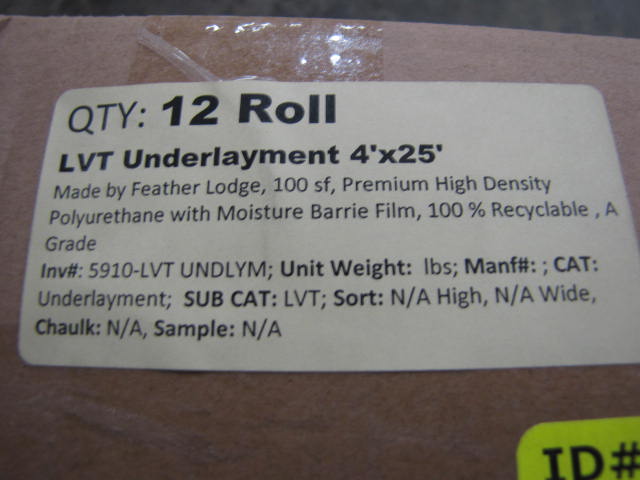 QTY: 12 Roll
LVT Underlayment 4'x25'
Made by Feather Lodge, 100 sf, Premium High Density
Polyurethane with Moisture Barrie Film, 100 % Recyclable , A
Grade
Inv#: 5910-LVT UNDLYM; Unit Weight: lbs; Manf#: ; CAT:
Underlayment; SUB CAT: LVT; Sort: N/A High, N/A Wide,
Chaulk: N/A, Sample: N/A
ID#